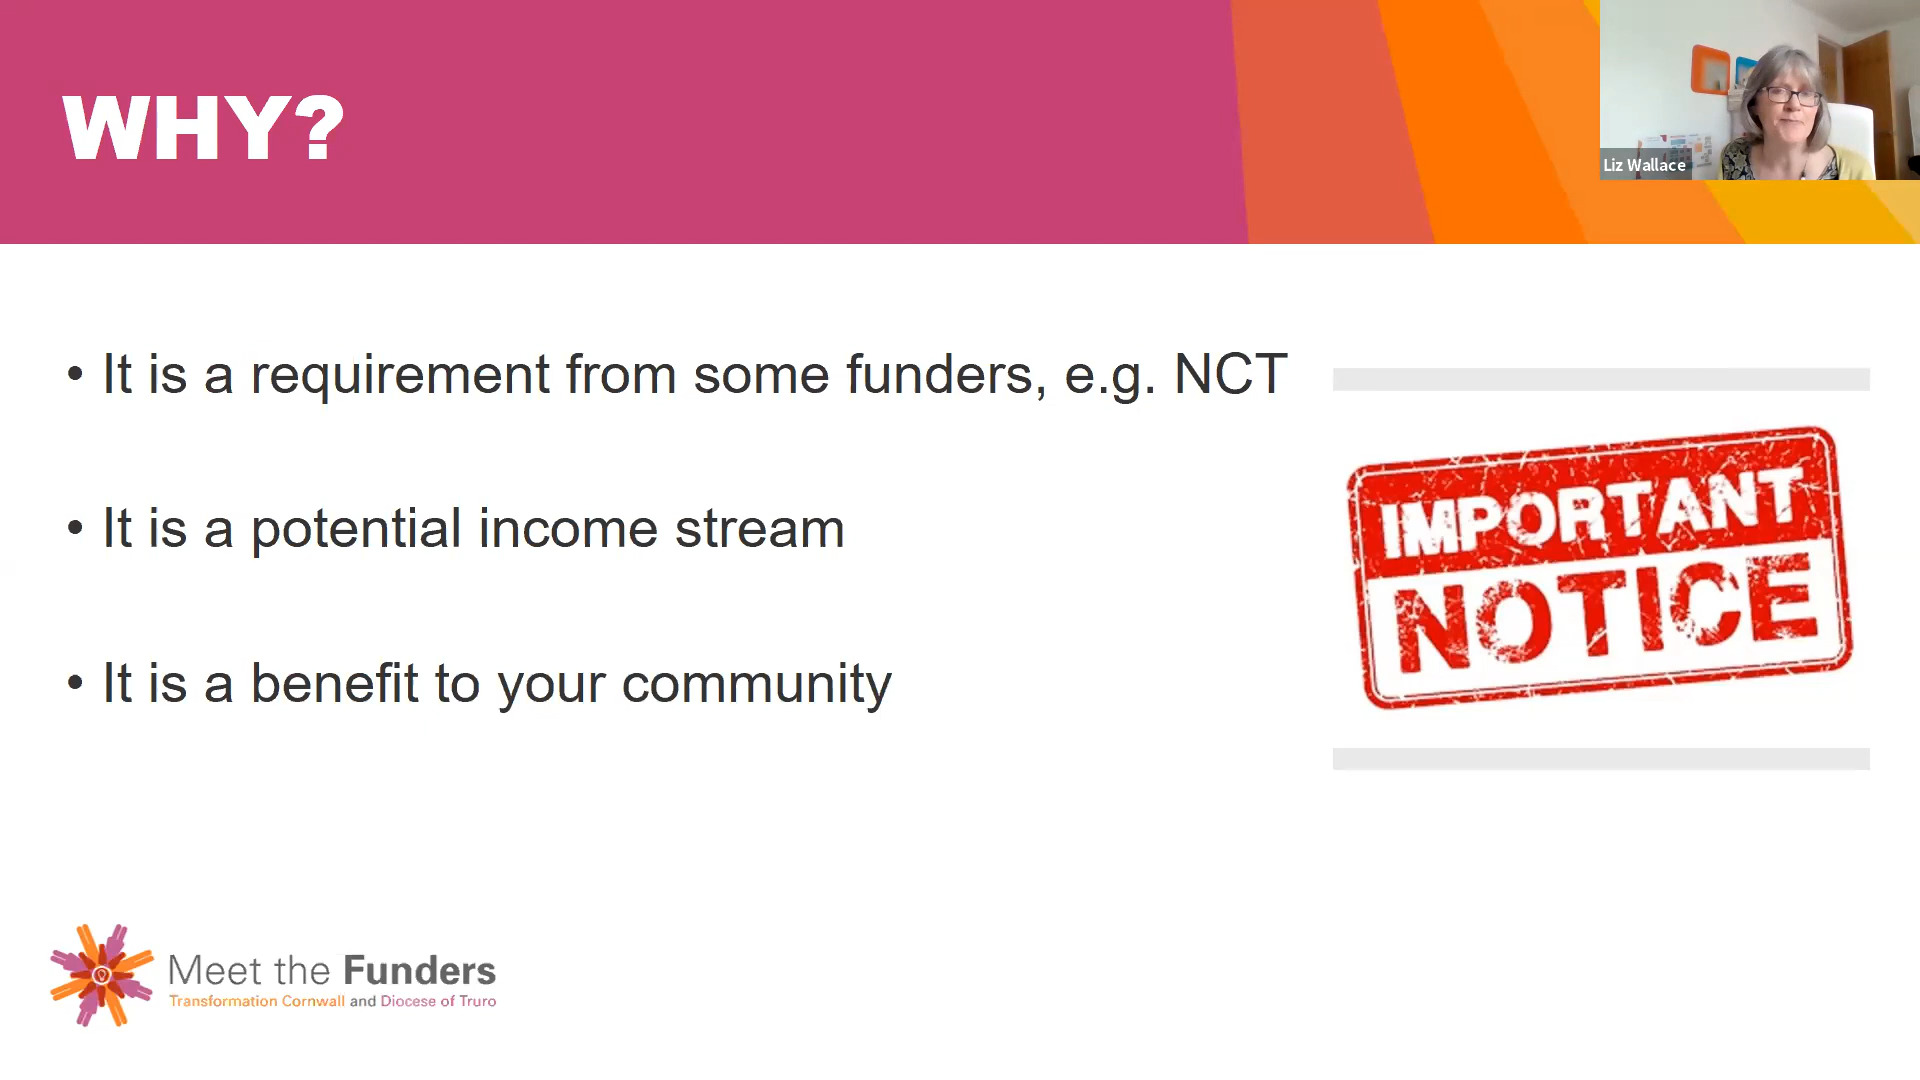 WHY?
Liz Wallace
• It is a requirement from some funders, e.g. NCT
• It is a potential income stream
• It is a benefit to your community
IMPORTANT
NOTICE
Meet the Funders
Transformation Cornwall and Diocese of Truro